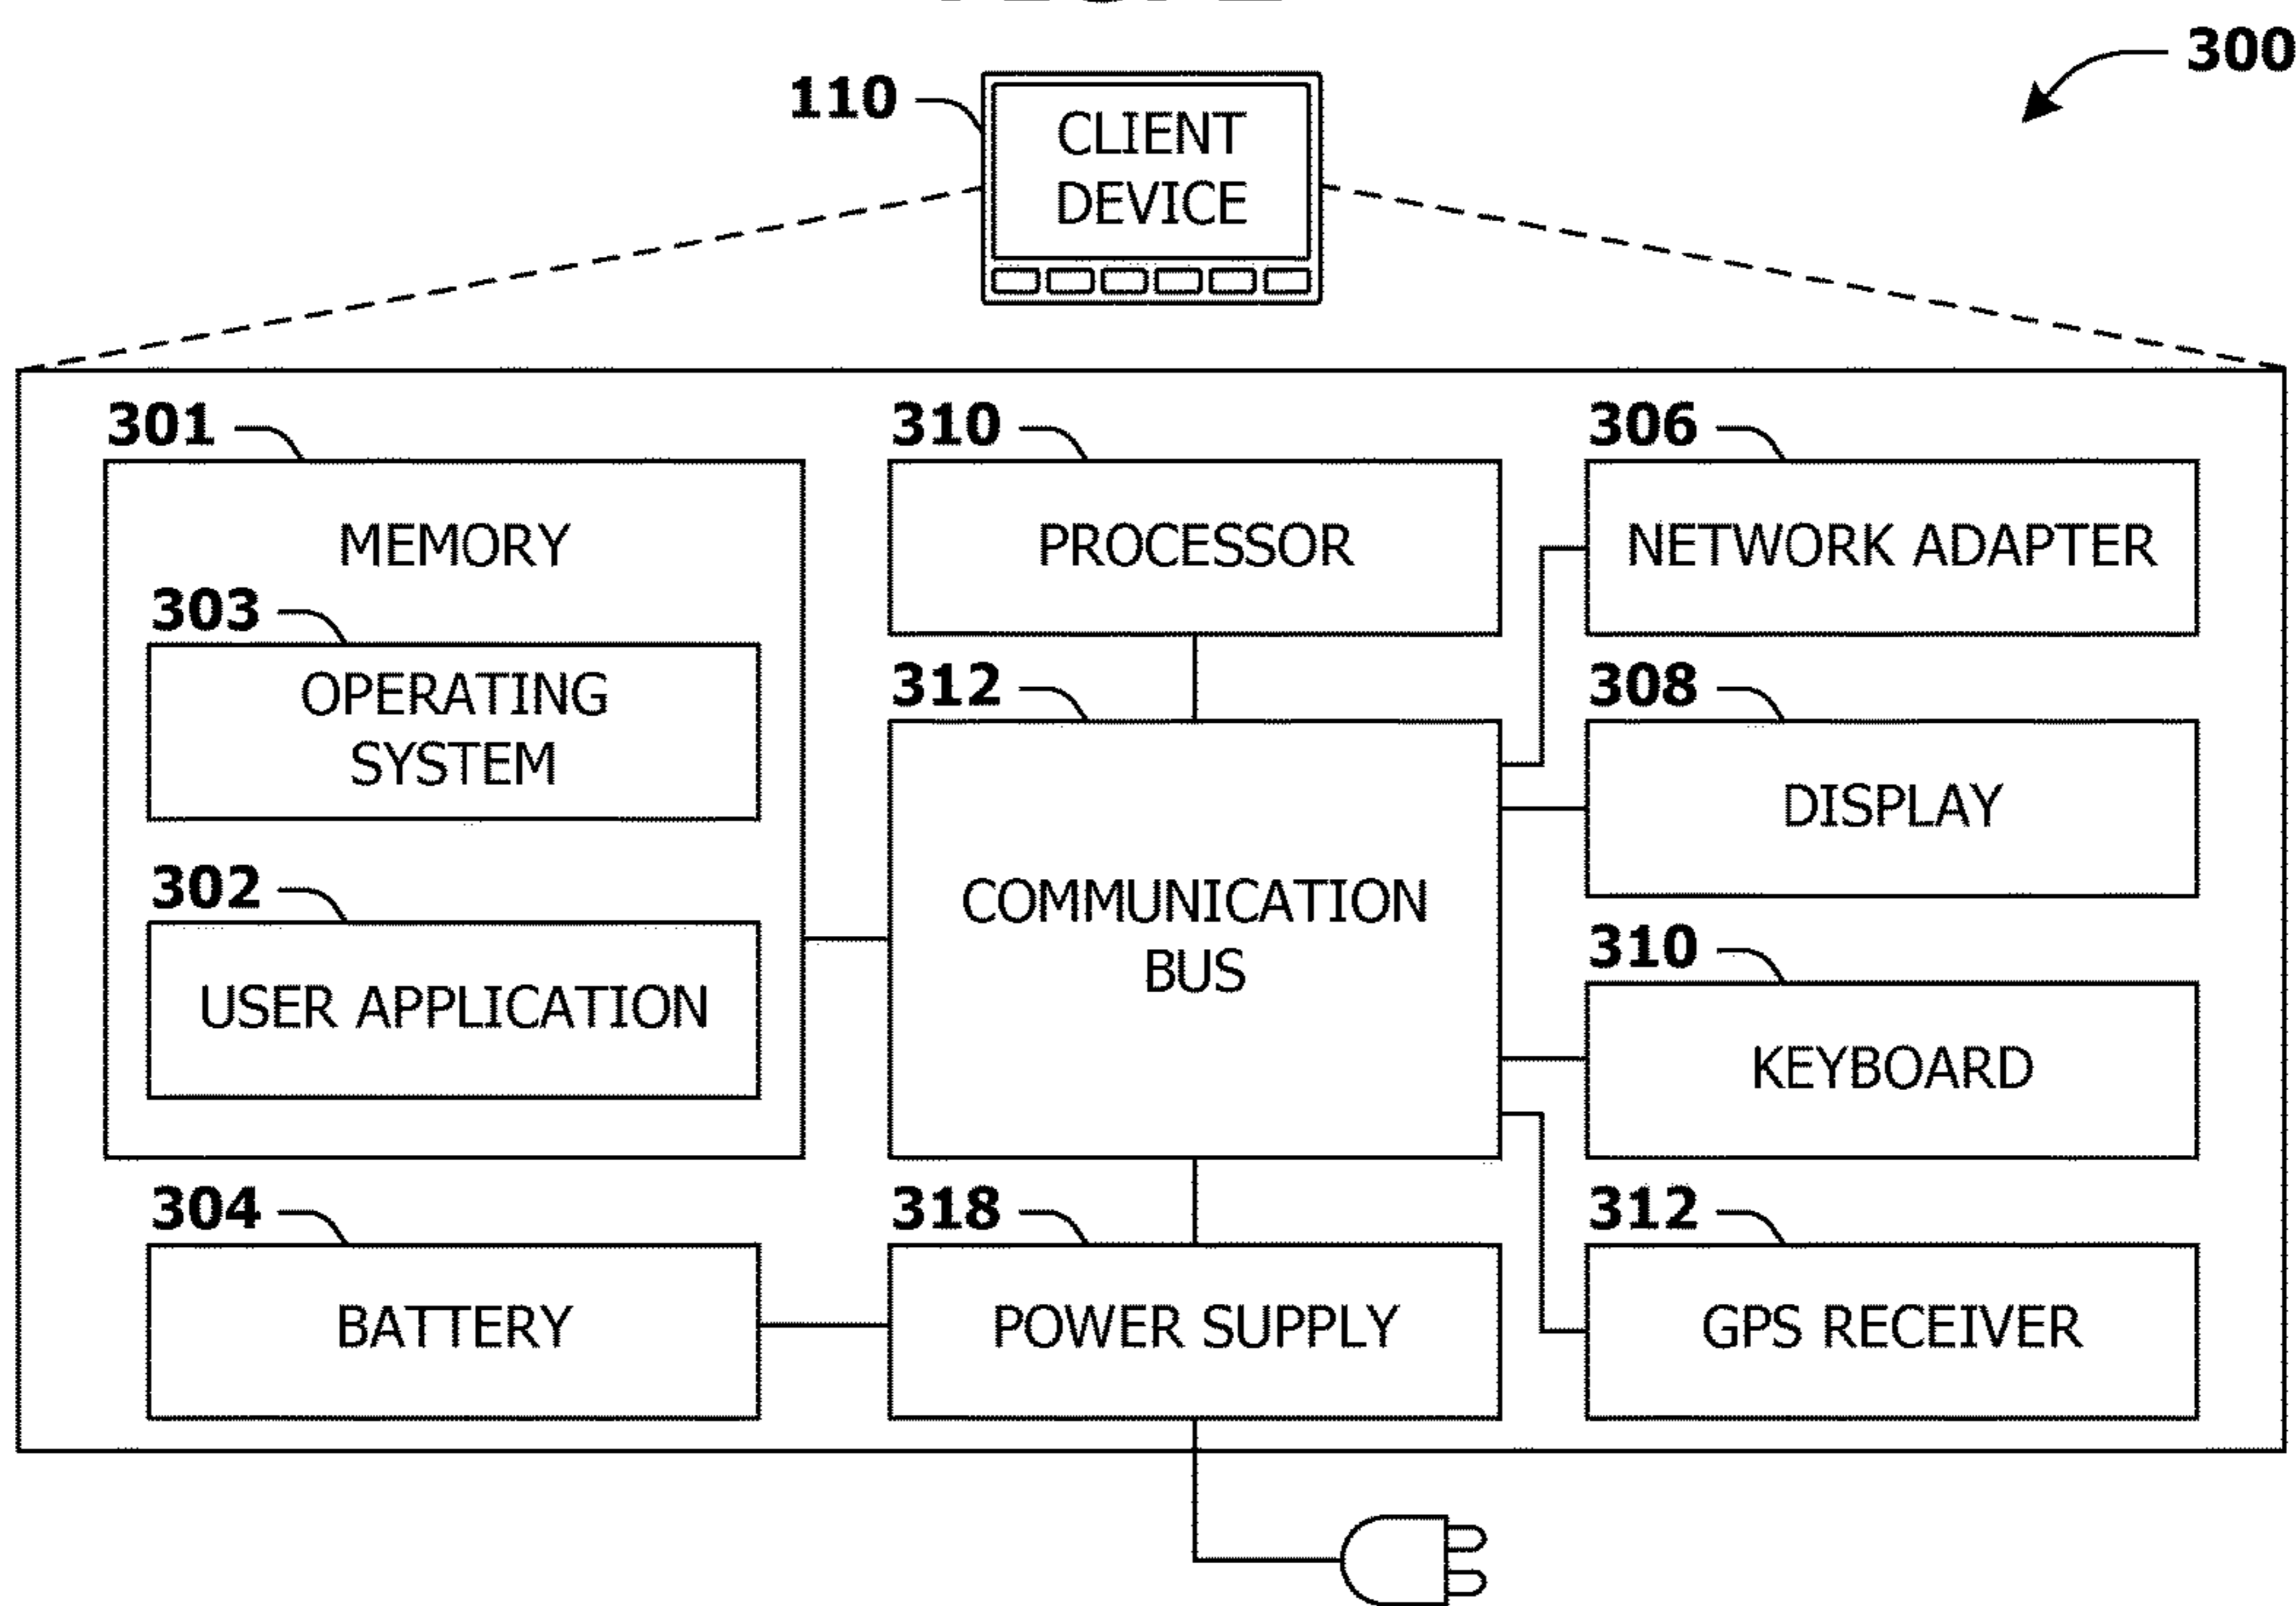 300
110
CLIENT
DEVICE
301
MEMORY
303
OPERATING
SYSTEM
302
USER APPLICATION
304
BATTERY
310
PROCESSOR
312
COMMUNICATION
BUS
318
POWER SUPPLY
306
NETWORK ADAPTER
308
DISPLAY
310
KEYBOARD
312
GPS RECEIVER